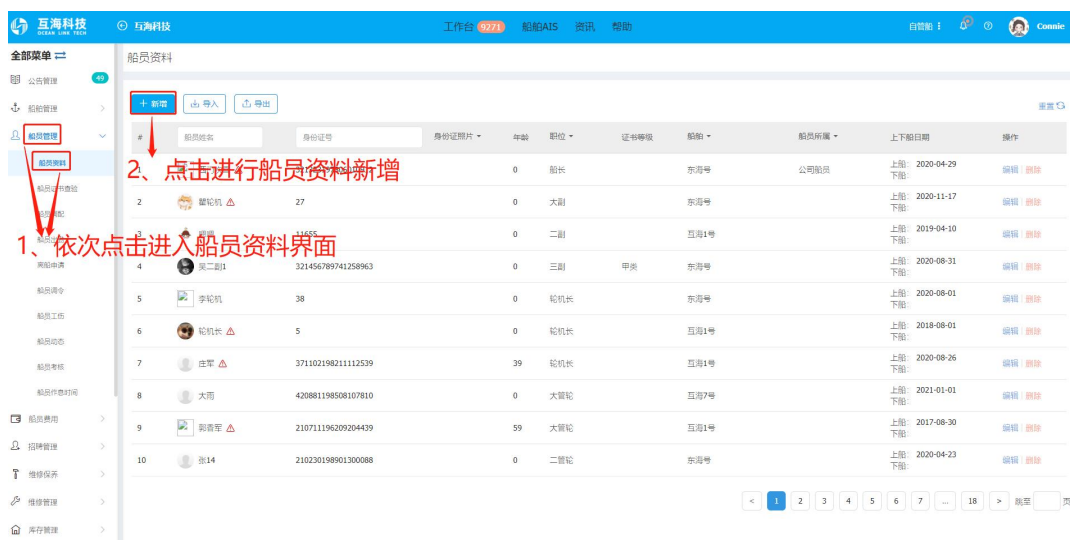 互海科技
OCEAN LINK TECH
互海科技
工作台 9271 船舶AIS 资讯 帮助
自管船
Connie
全部菜单
船员资料
公告管理 49
船舶管理
船员管理
船员资料
船员证书查验
离船申请
船员调令
船员工伤
船员动态
船员考核
船员作息时间
船员费用
招聘管理
维修保养
维修管理
库存管理
+ 新增 导入 导出
重置
# 船员姓名 身份证号 身份证照片 年龄 职位 证书等级 船舶 船员所属 上下船日期 操作
2、点击进行船员资料新增
0 船长 东海号 公司船员 上船: 2020-04-29 下船: 编辑 删除
2 翟轮机 27 0 大副 东海号 上船: 2020-11-17 下船: 编辑 删除
3 11655 0 二副 互海1号 上船: 2019-04-10 下船: 编辑 删除
1、依次点击进入船员资料界面
4 吴二副1 321456789741258963 0 三副 甲类 东海号 上船: 2020-08-31 下船: 编辑 删除
5 李轮机 38 0 轮机长 东海号 上船: 2020-08-01 下船: 编辑 删除
6 轮机长 5 0 轮机长 互海1号 上船: 2018-08-01 下船: 编辑 删除
7 庄军 371102198211112539 39 轮机长 互海1号 上船: 2020-08-26 下船: 编辑 删除
8 大雨 420881198508107810 0 大管轮 互海7号 上船: 2021-01-01 下船: 编辑 删除
9 郭香军 210711196209204439 59 大管轮 互海1号 上船: 2017-08-30 下船: 编辑 删除
10 张14 210230198901300088 0 二管轮 东海号 上船: 2020-04-23 下船: 编辑 删除
< 1 2 3 4 5 6 7 ... 18 > 跳至 页